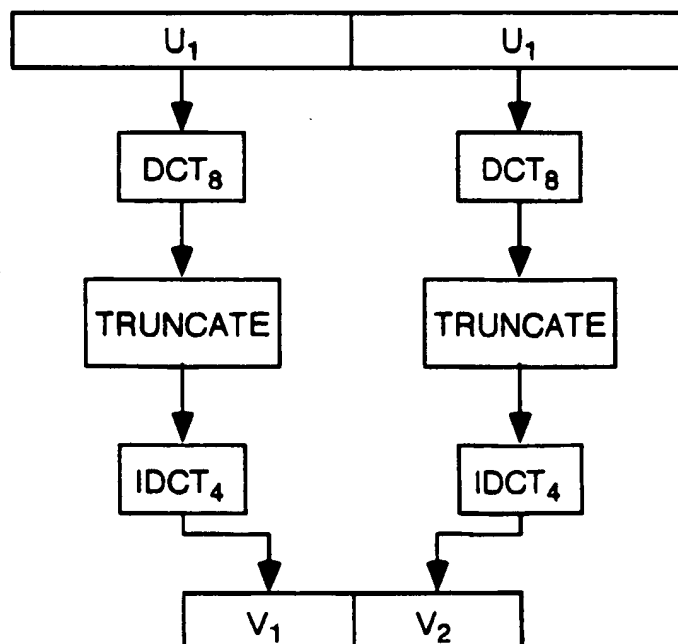 U₁ U₁
DCT₈ DCT₈
TRUNCATE TRUNCATE
IDCT₄ IDCT₄
V₁ V₂